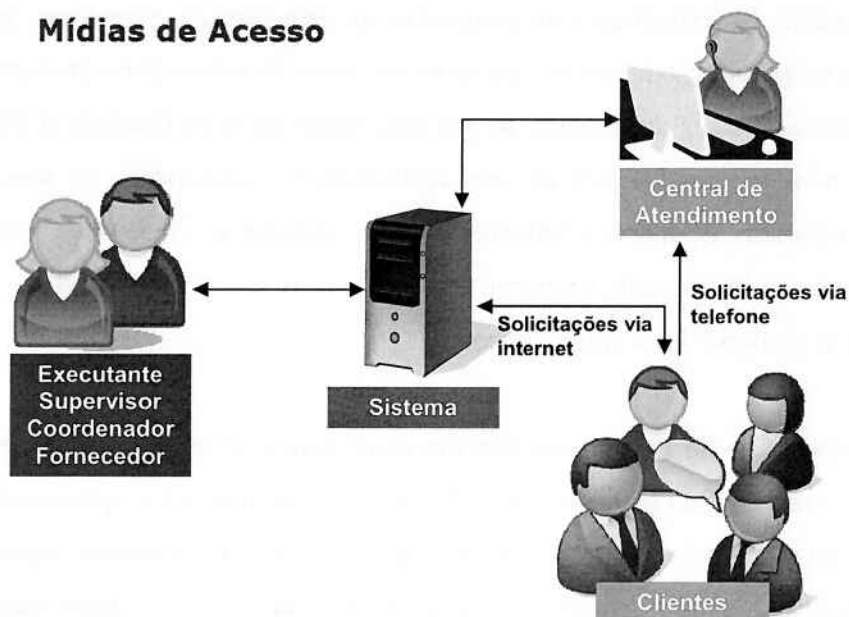 Mídias de Acesso
Central de
Atendimento
Solicitações via
telefone
Solicitações via
internet
Executante
Supervisor
Coordenador
Fornecedor
Sistema
Clientes